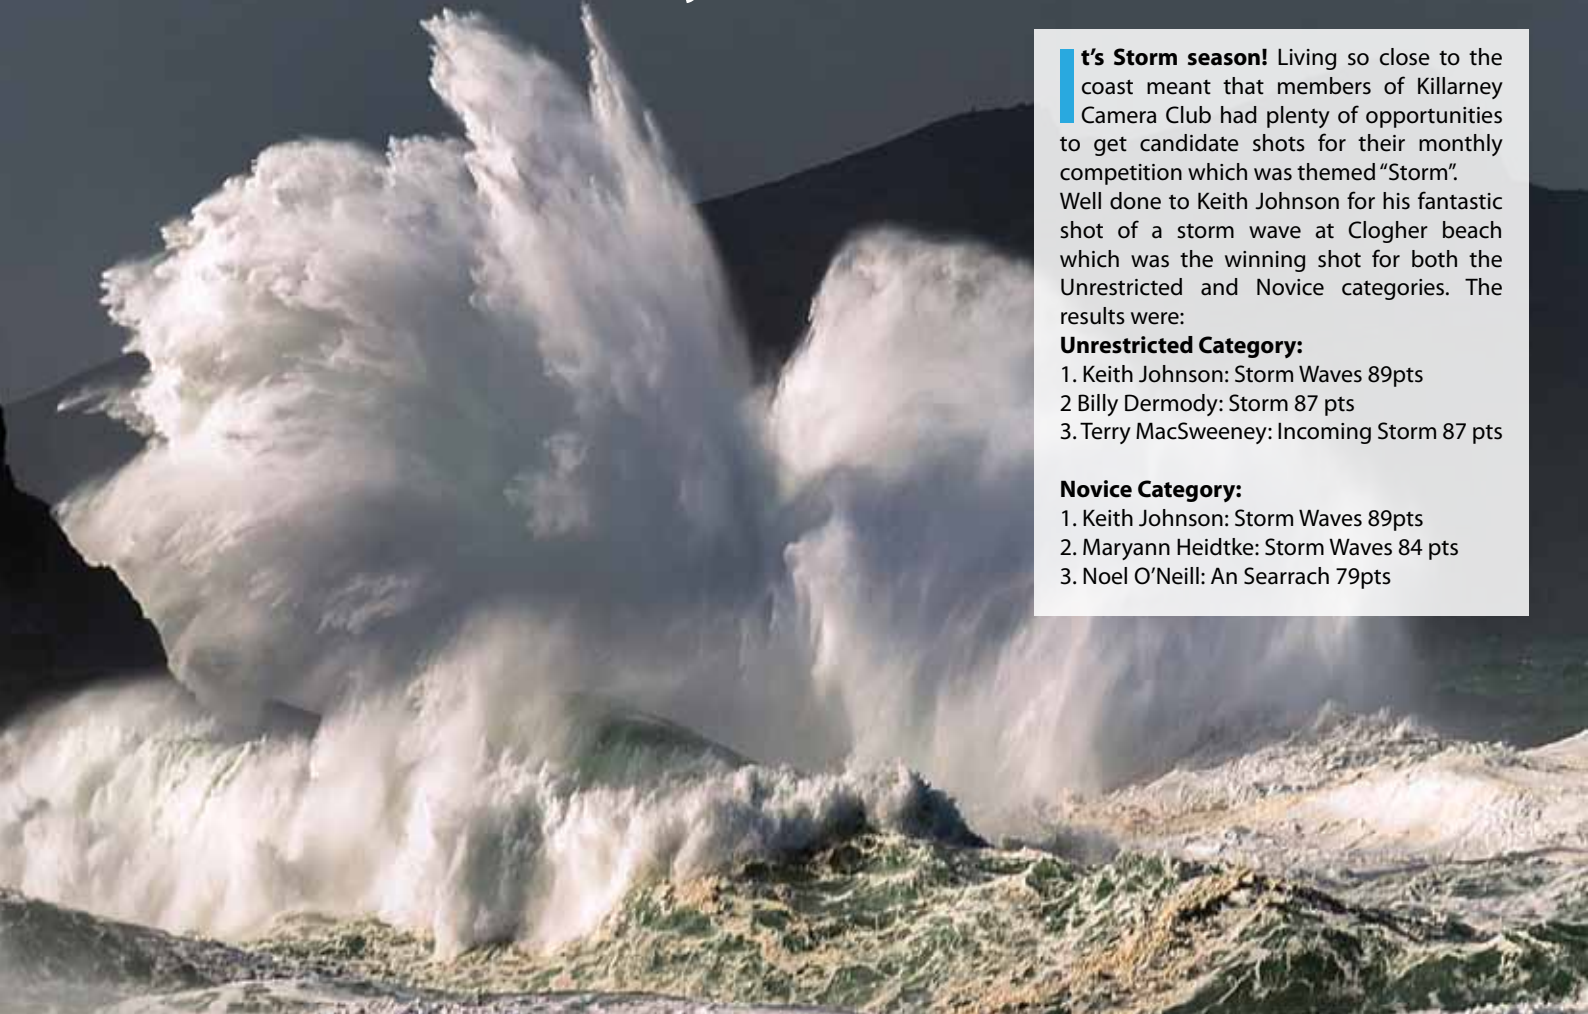 It’s Storm season! Living so close to the
coast meant that members of Killarney
Camera Club had plenty of opportunities
to get candidate shots for their monthly
competition which was themed “Storm”.
Well done to Keith Johnson for his fantastic
shot of a storm wave at Clogher beach
which was the winning shot for both the
Unrestricted and Novice categories. The
results were:
Unrestricted Category:
1. Keith Johnson: Storm Waves 89pts
2 Billy Dermody: Storm 87 pts
3. Terry MacSweeney: Incoming Storm 87 pts
Novice Category:
1. Keith Johnson: Storm Waves 89pts
2. Maryann Heidtke: Storm Waves 84 pts
3. Noel O’Neill: An Searrach 79pts